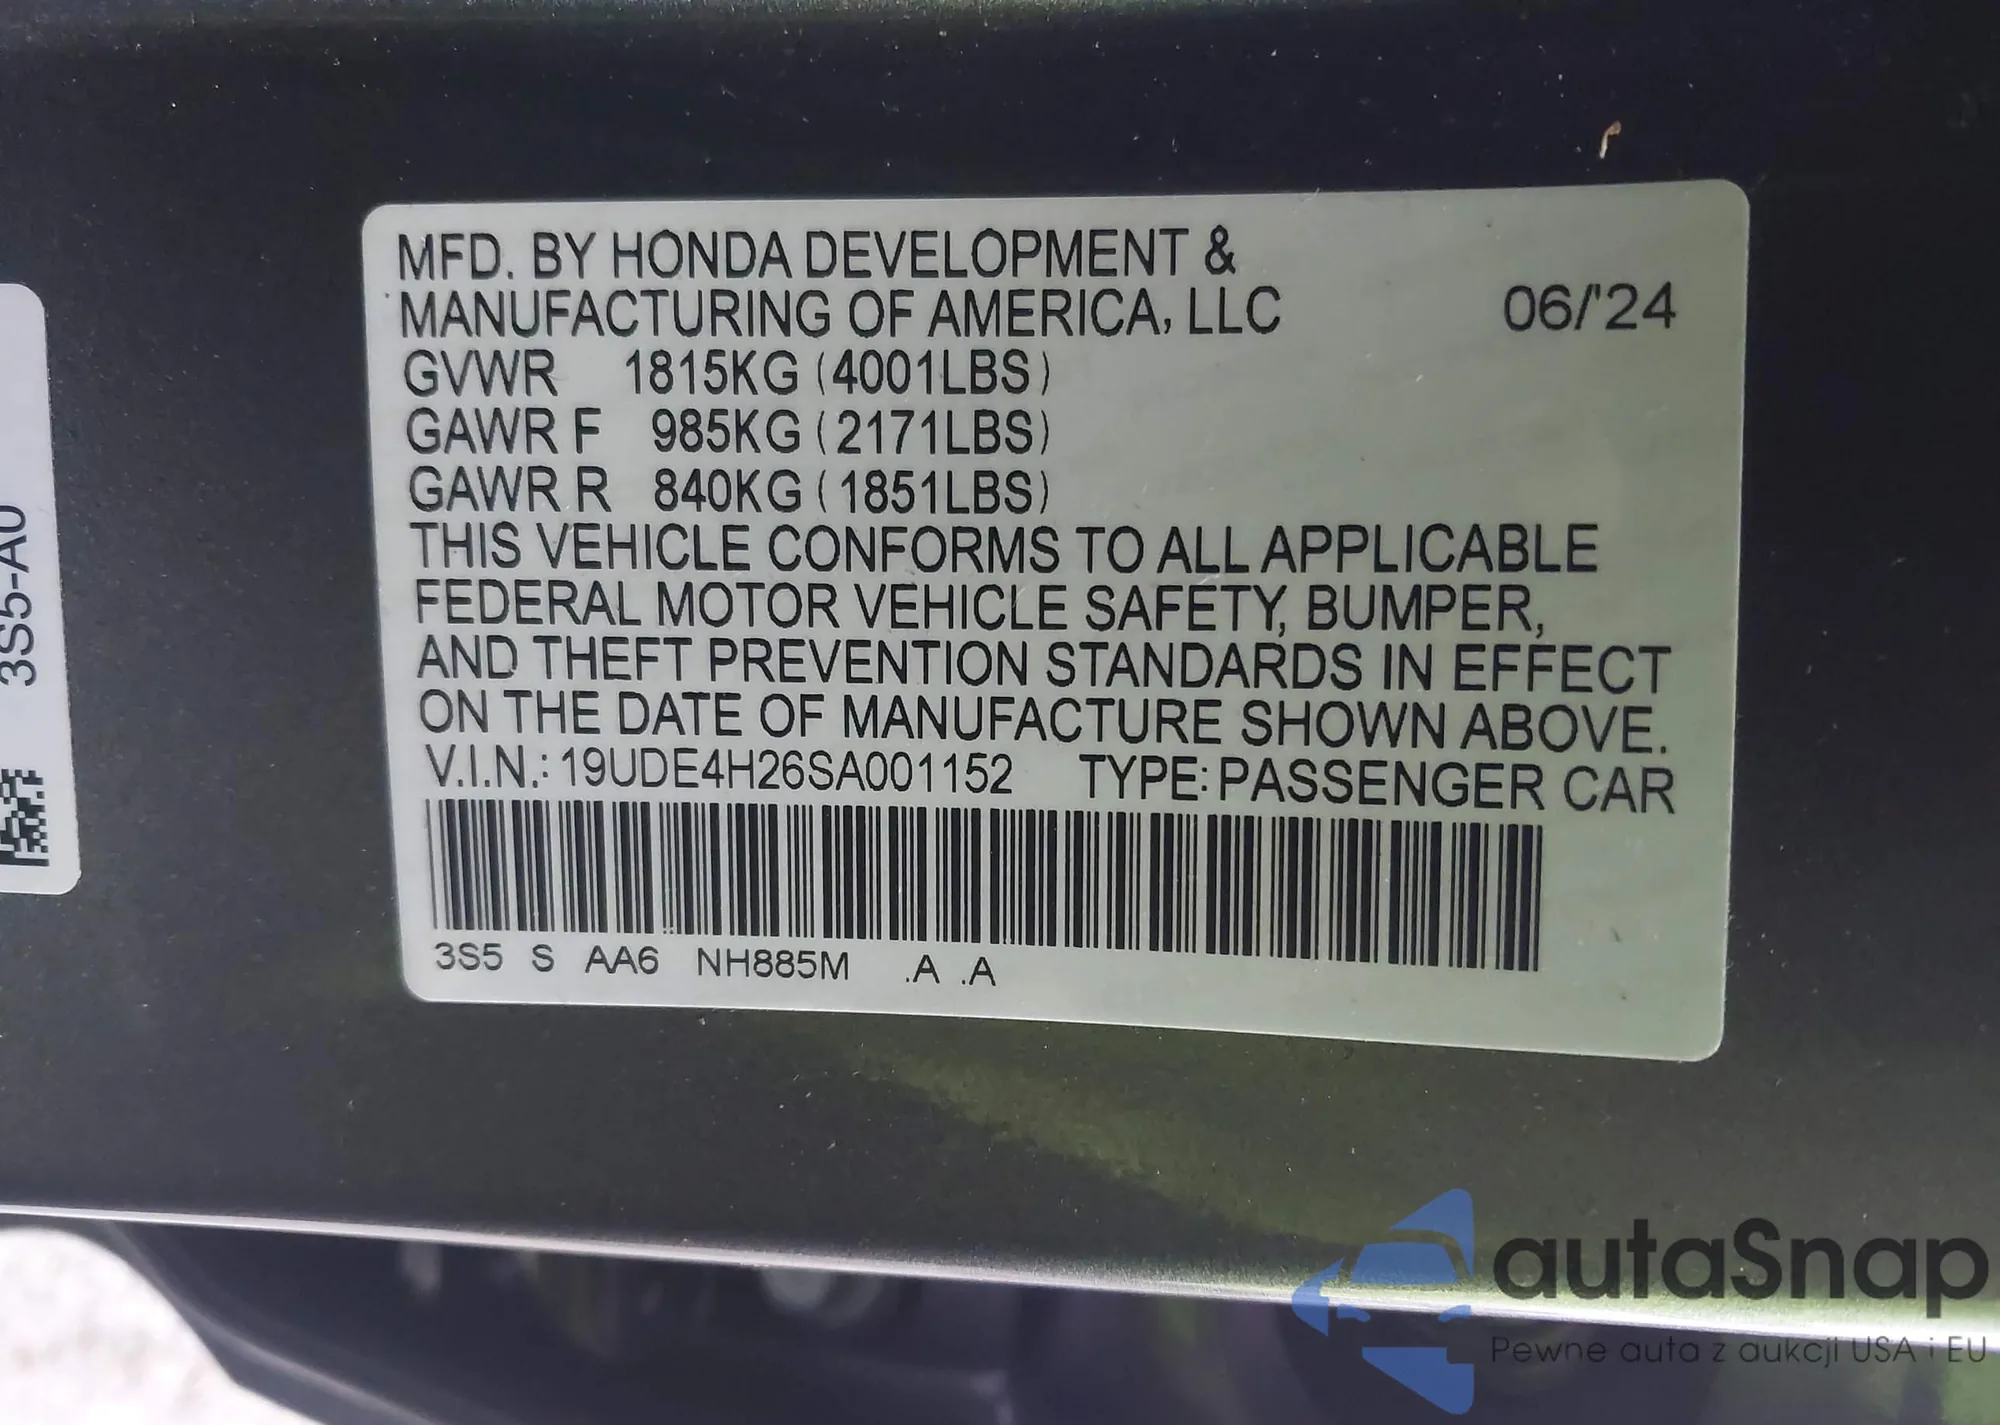 MFD. BY HONDA DEVELOPMENT &
MANUFACTURING OF AMERICA, LLC 06/'24
GVWR 1815KG (4001LBS)
GAWR F 985KG (2171LBS)
GAWR R 840KG (1851LBS)
THIS VEHICLE CONFORMS TO ALL APPLICABLE
FEDERAL MOTOR VEHICLE SAFETY, BUMPER,
AND THEFT PREVENTION STANDARDS IN EFFECT
ON THE DATE OF MANUFACTURE SHOWN ABOVE.
V.I.N.: 19UDE4H26SA001152 TYPE: PASSENGER CAR
3S5 S AA6 NH885M .A .A
3S5-A0
autaSnap
Pewne auta z aukcji USA i EU